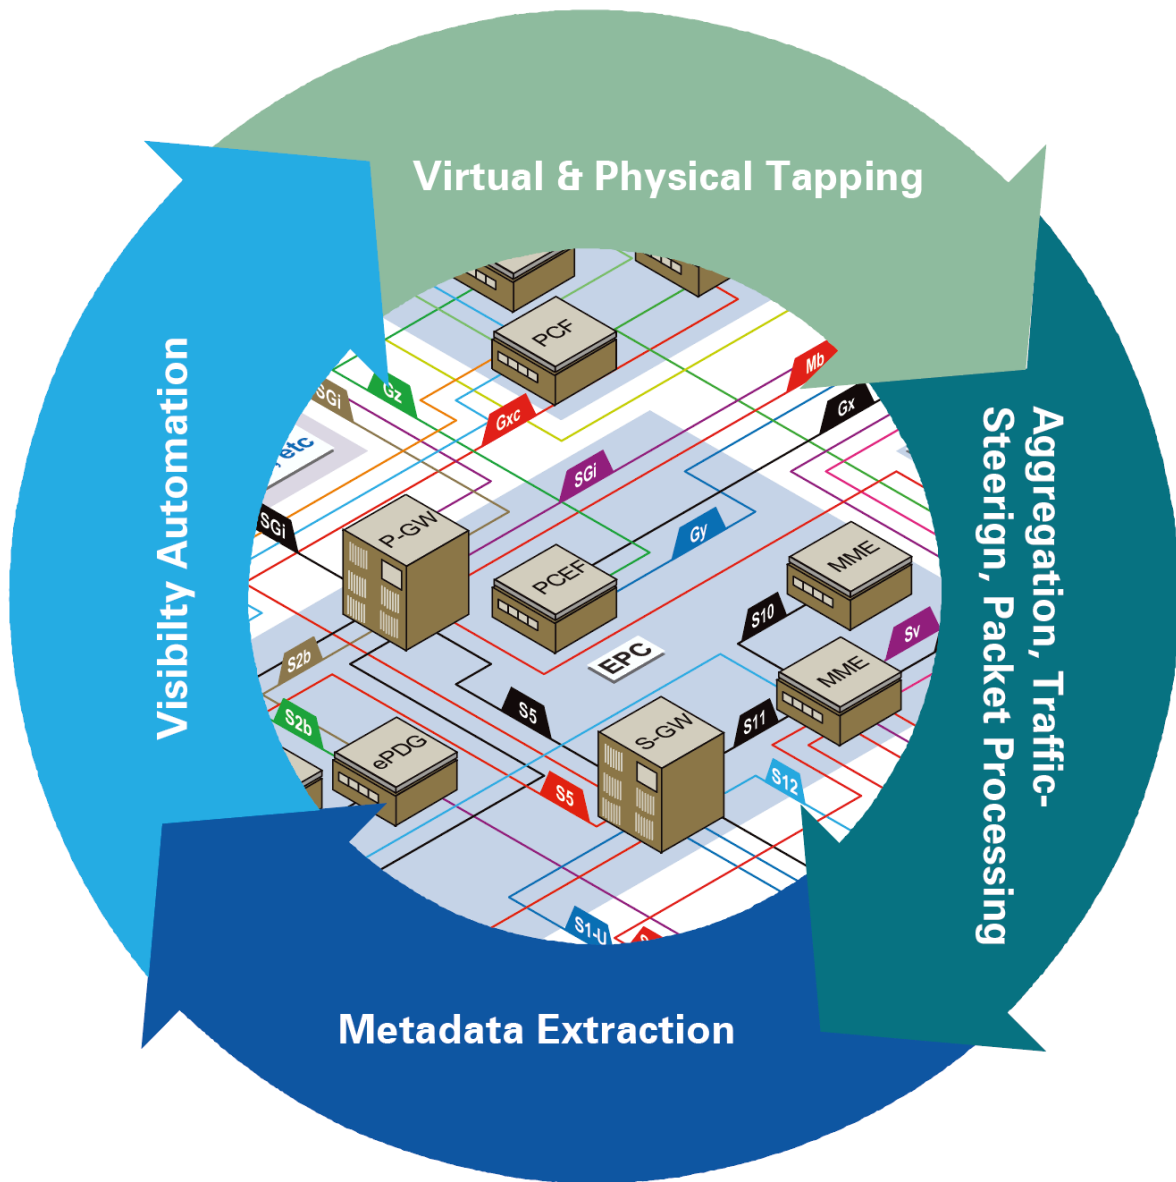 Virtual & Physical Tapping
Aggregation, Traffic-
Steerign, Packet Processing
Metadata Extraction
Visibilty Automation
PCF
Mb
Gz
SGi
Gxc
Gx
, etc
SGi
SGi
P-GW
Gy
PCEF
MME
S10
Sv
S2b
EPC
MME
S5
S11
S-GW
S2b
ePDG
S5
S12
S1-U